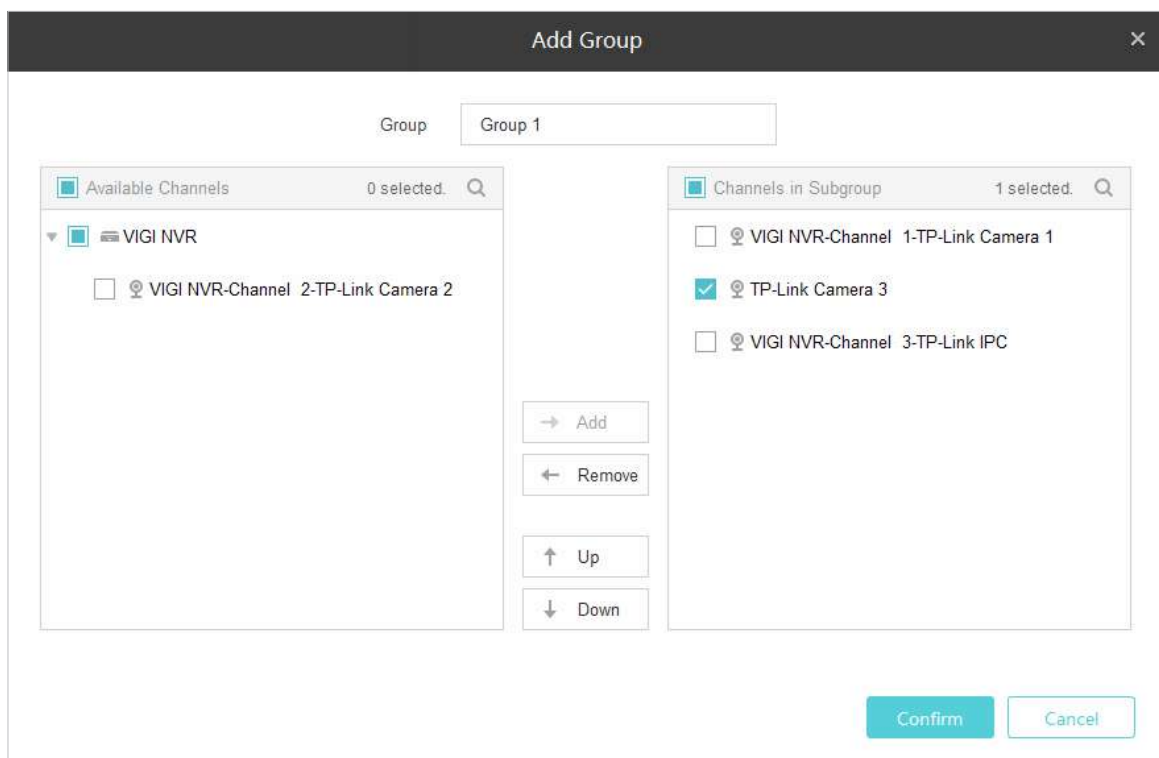 Add Group
Group
Group 1
Available Channels 0 selected.
VIGI NVR
VIGI NVR-Channel 2-TP-Link Camera 2
Channels in Subgroup 1 selected.
VIGI NVR-Channel 1-TP-Link Camera 1
TP-Link Camera 3
VIGI NVR-Channel 3-TP-Link IPC
Add
Remove
Up
Down
Confirm
Cancel